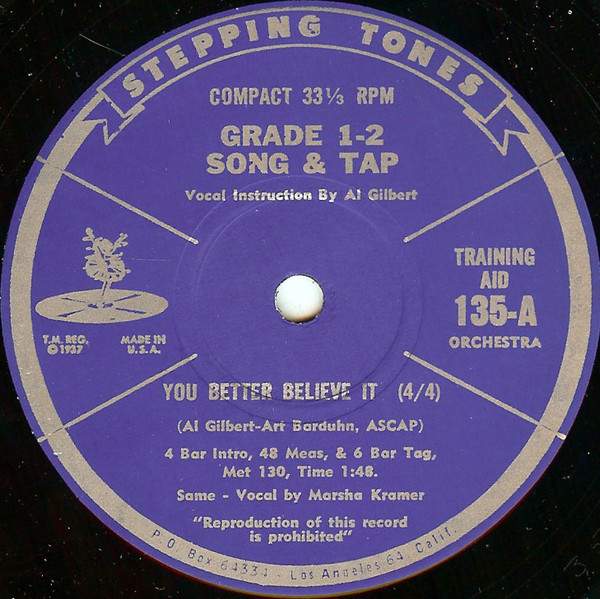 STEPPING TONES
COMPACT 33⅓ RPM
GRADE 1-2
SONG & TAP
Vocal Instruction By Al Gilbert
TRAINING
AID
135-A
ORCHESTRA
T.M. REG.
© 1937
MADE IN
U.S.A.
YOU BETTER BELIEVE IT (4/4)
(Al Gilbert-Art Barduhn, ASCAP)
4 Bar Intro, 48 Meas, & 6 Bar Tag,
Met 130, Time 1:48.
Same - Vocal by Marsha Kramer
"Reproduction of this record
is prohibited"
P.O. Box 64334 - Los Angeles 64, Calif.